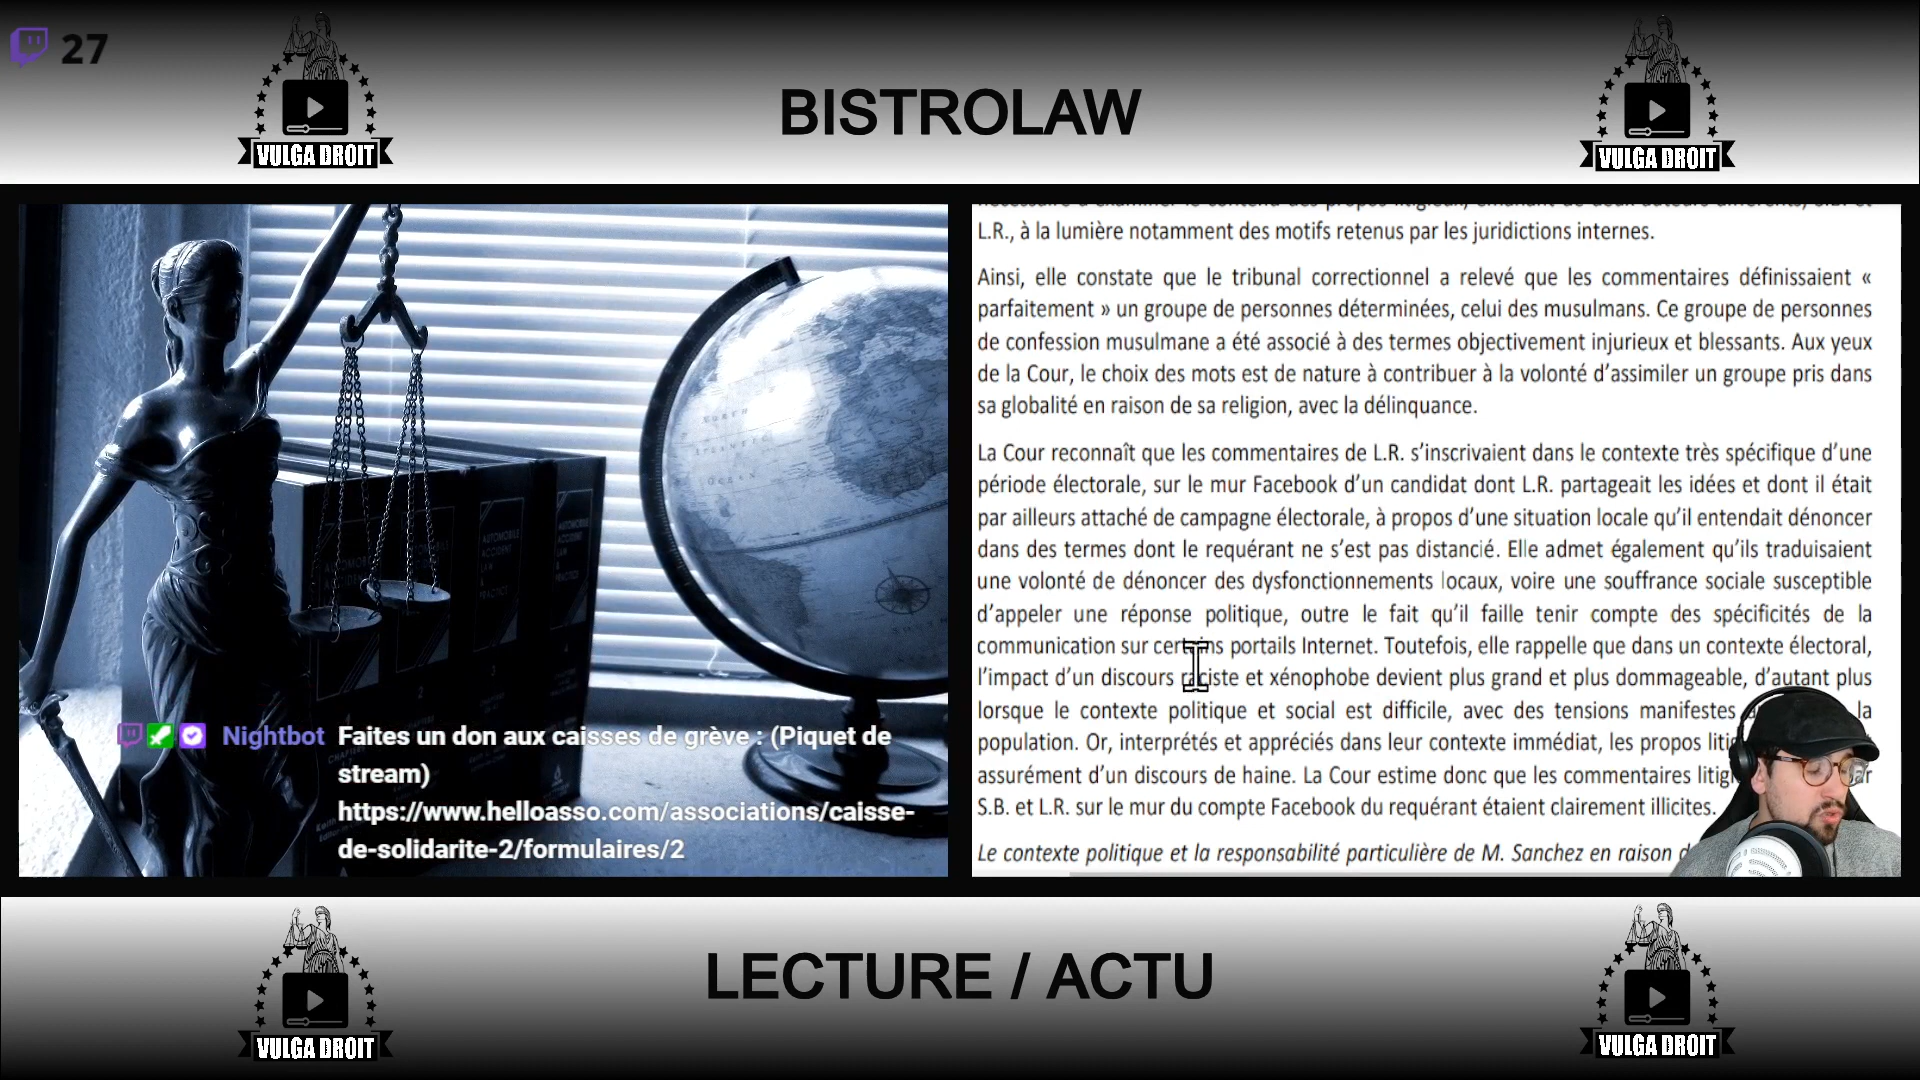 27
BISTROLAW
VULGA DROIT
VULGA DROIT
L.R., à la lumière notamment des motifs retenus par les juridictions internes.
Ainsi, elle constate que le tribunal correctionnel a relevé que les commentaires définissaient «
parfaitement » un groupe de personnes déterminées, celui des musulmans. Ce groupe de personnes
de confession musulmane a été associé à des termes objectivement injurieux et blessants. Aux yeux
de la Cour, le choix des mots est de nature à contribuer à la volonté d'assimiler un groupe pris dans
sa globalité en raison de sa religion, avec la délinquance.
La Cour reconnaît que les commentaires de L.R. s'inscrivaient dans le contexte très spécifique d'une
période électorale, sur le mur Facebook d'un candidat dont L.R. partageait les idées et dont il était
par ailleurs attaché de campagne électorale, à propos d'une situation locale qu'il entendait dénoncer
dans des termes dont le requérant ne s'est pas distancié. Elle admet également qu'ils traduisaient
une volonté de dénoncer des dysfonctionnements locaux, voire une souffrance sociale susceptible
d'appeler une réponse politique, outre le fait qu'il faille tenir compte des spécificités de la
communication sur certains portails Internet. Toutefois, elle rappelle que dans un contexte électoral,
l'impact d'un discours raciste et xénophobe devient plus grand et plus dommageable, d'autant plus
lorsque le contexte politique et social est difficile, avec des tensions manifestes la
population. Or, interprétés et appréciés dans leur contexte immédiat, les propos
assurément d'un discours de haine. La Cour estime donc que les commentaires
S.B. et L.R. sur le mur du compte Facebook du requérant étaient clairement illicites.
Le contexte politique et la responsabilité particulière de M. Sanchez en raison
Nightbot Faites un don aux caisses de grève : (Piquet de
stream)
https://www.helloasso.com/associations/caisse-
de-solidarite-2/formulaires/2
LECTURE / ACTU
VULGA DROIT
VULGA DROIT